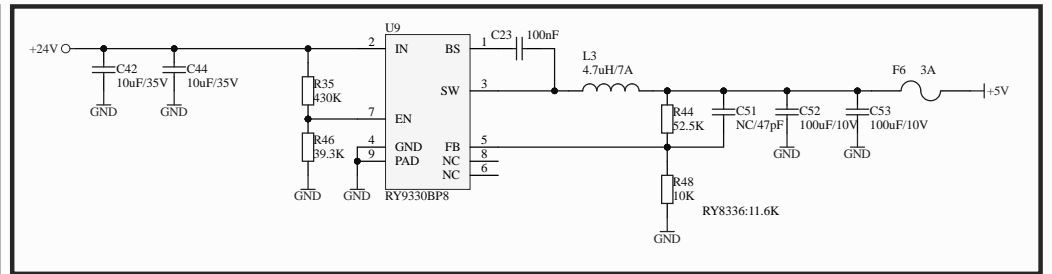 U9
+24V
2
IN
BS
1
C23
100nF
L3
4.7uH/7A
F6
3A
+5V
C42
10uF/35V
GND
C44
10uF/35V
GND
R35
430K
SW
3
7
EN
R44
52.5K
C51
NC/47pF
C52
100uF/10V
GND
C53
100uF/10V
GND
R46
39.3K
GND
4
GND
9
PAD
GND
FB
5
NC
8
NC
6
RY9330BP8
R48
10K
GND
RY8336:11.6K